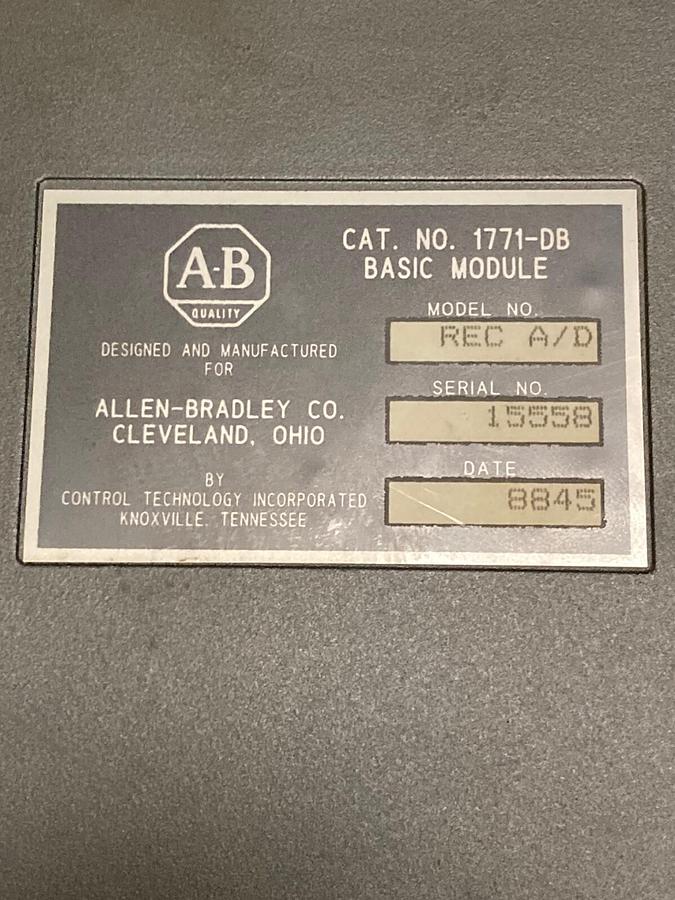 A-B
QUALITY
DESIGNED AND MANUFACTURED
FOR
ALLEN-BRADLEY CO.
CLEVELAND, OHIO
BY
CONTROL TECHNOLOGY INCORPORATED
KNOXVILLE. TENNESSEE
CAT. NO. 1771-DB
BASIC MODULE
MODEL NO.
REC A/D
SERIAL NO.
15558
DATE
8845